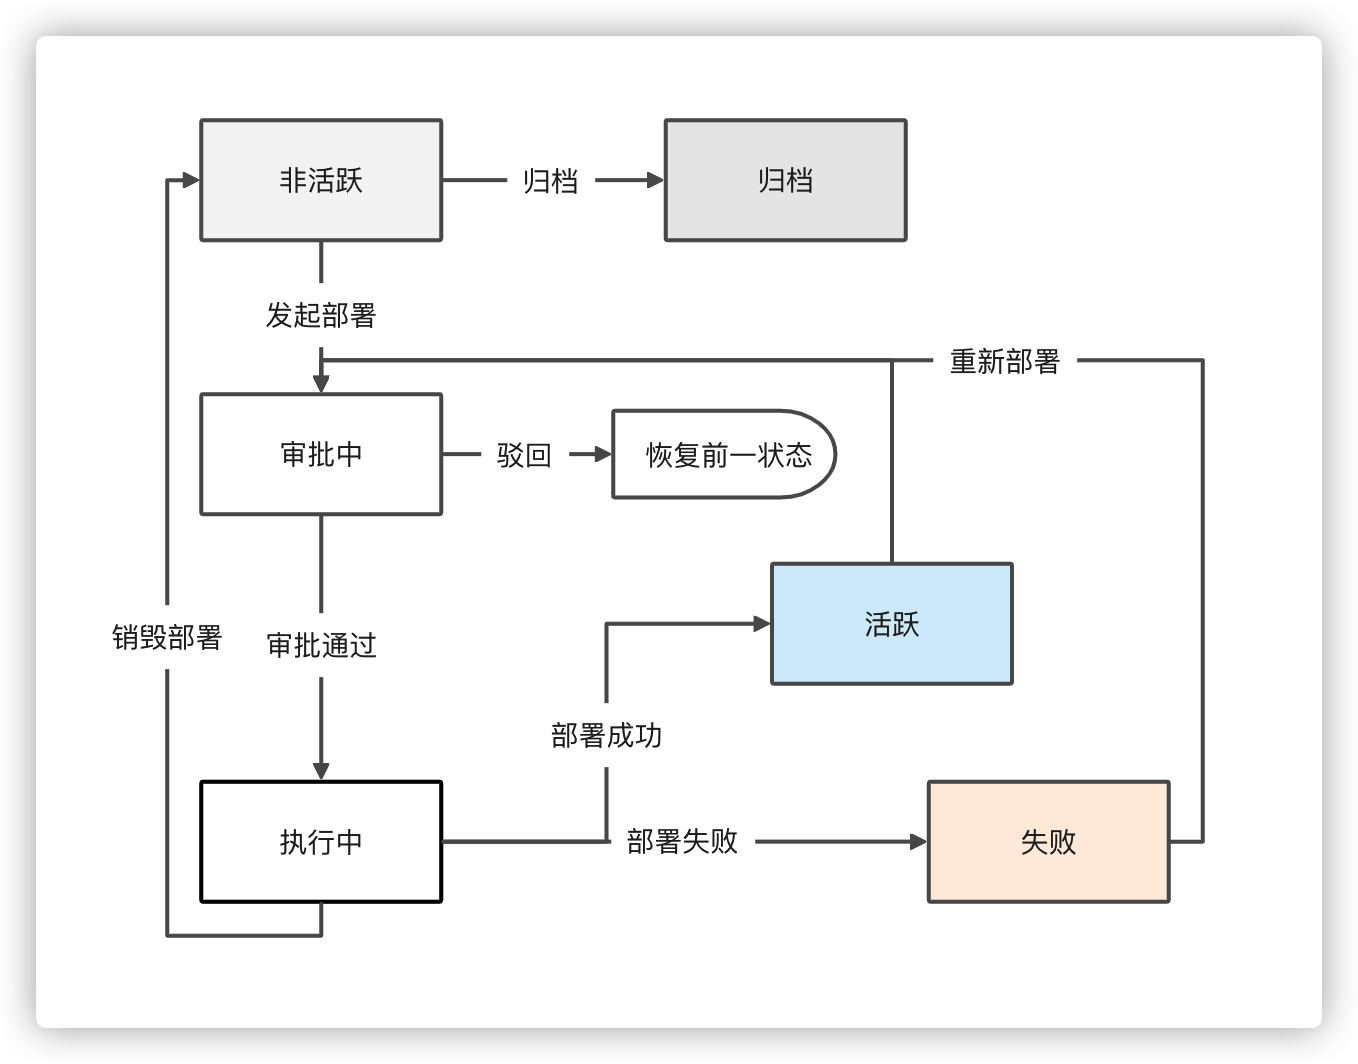 非活跃
归档
归档
发起部署
重新部署
审批中
驳回
恢复前一状态
活跃
销毁部署
审批通过
部署成功
执行中
部署失败
失败